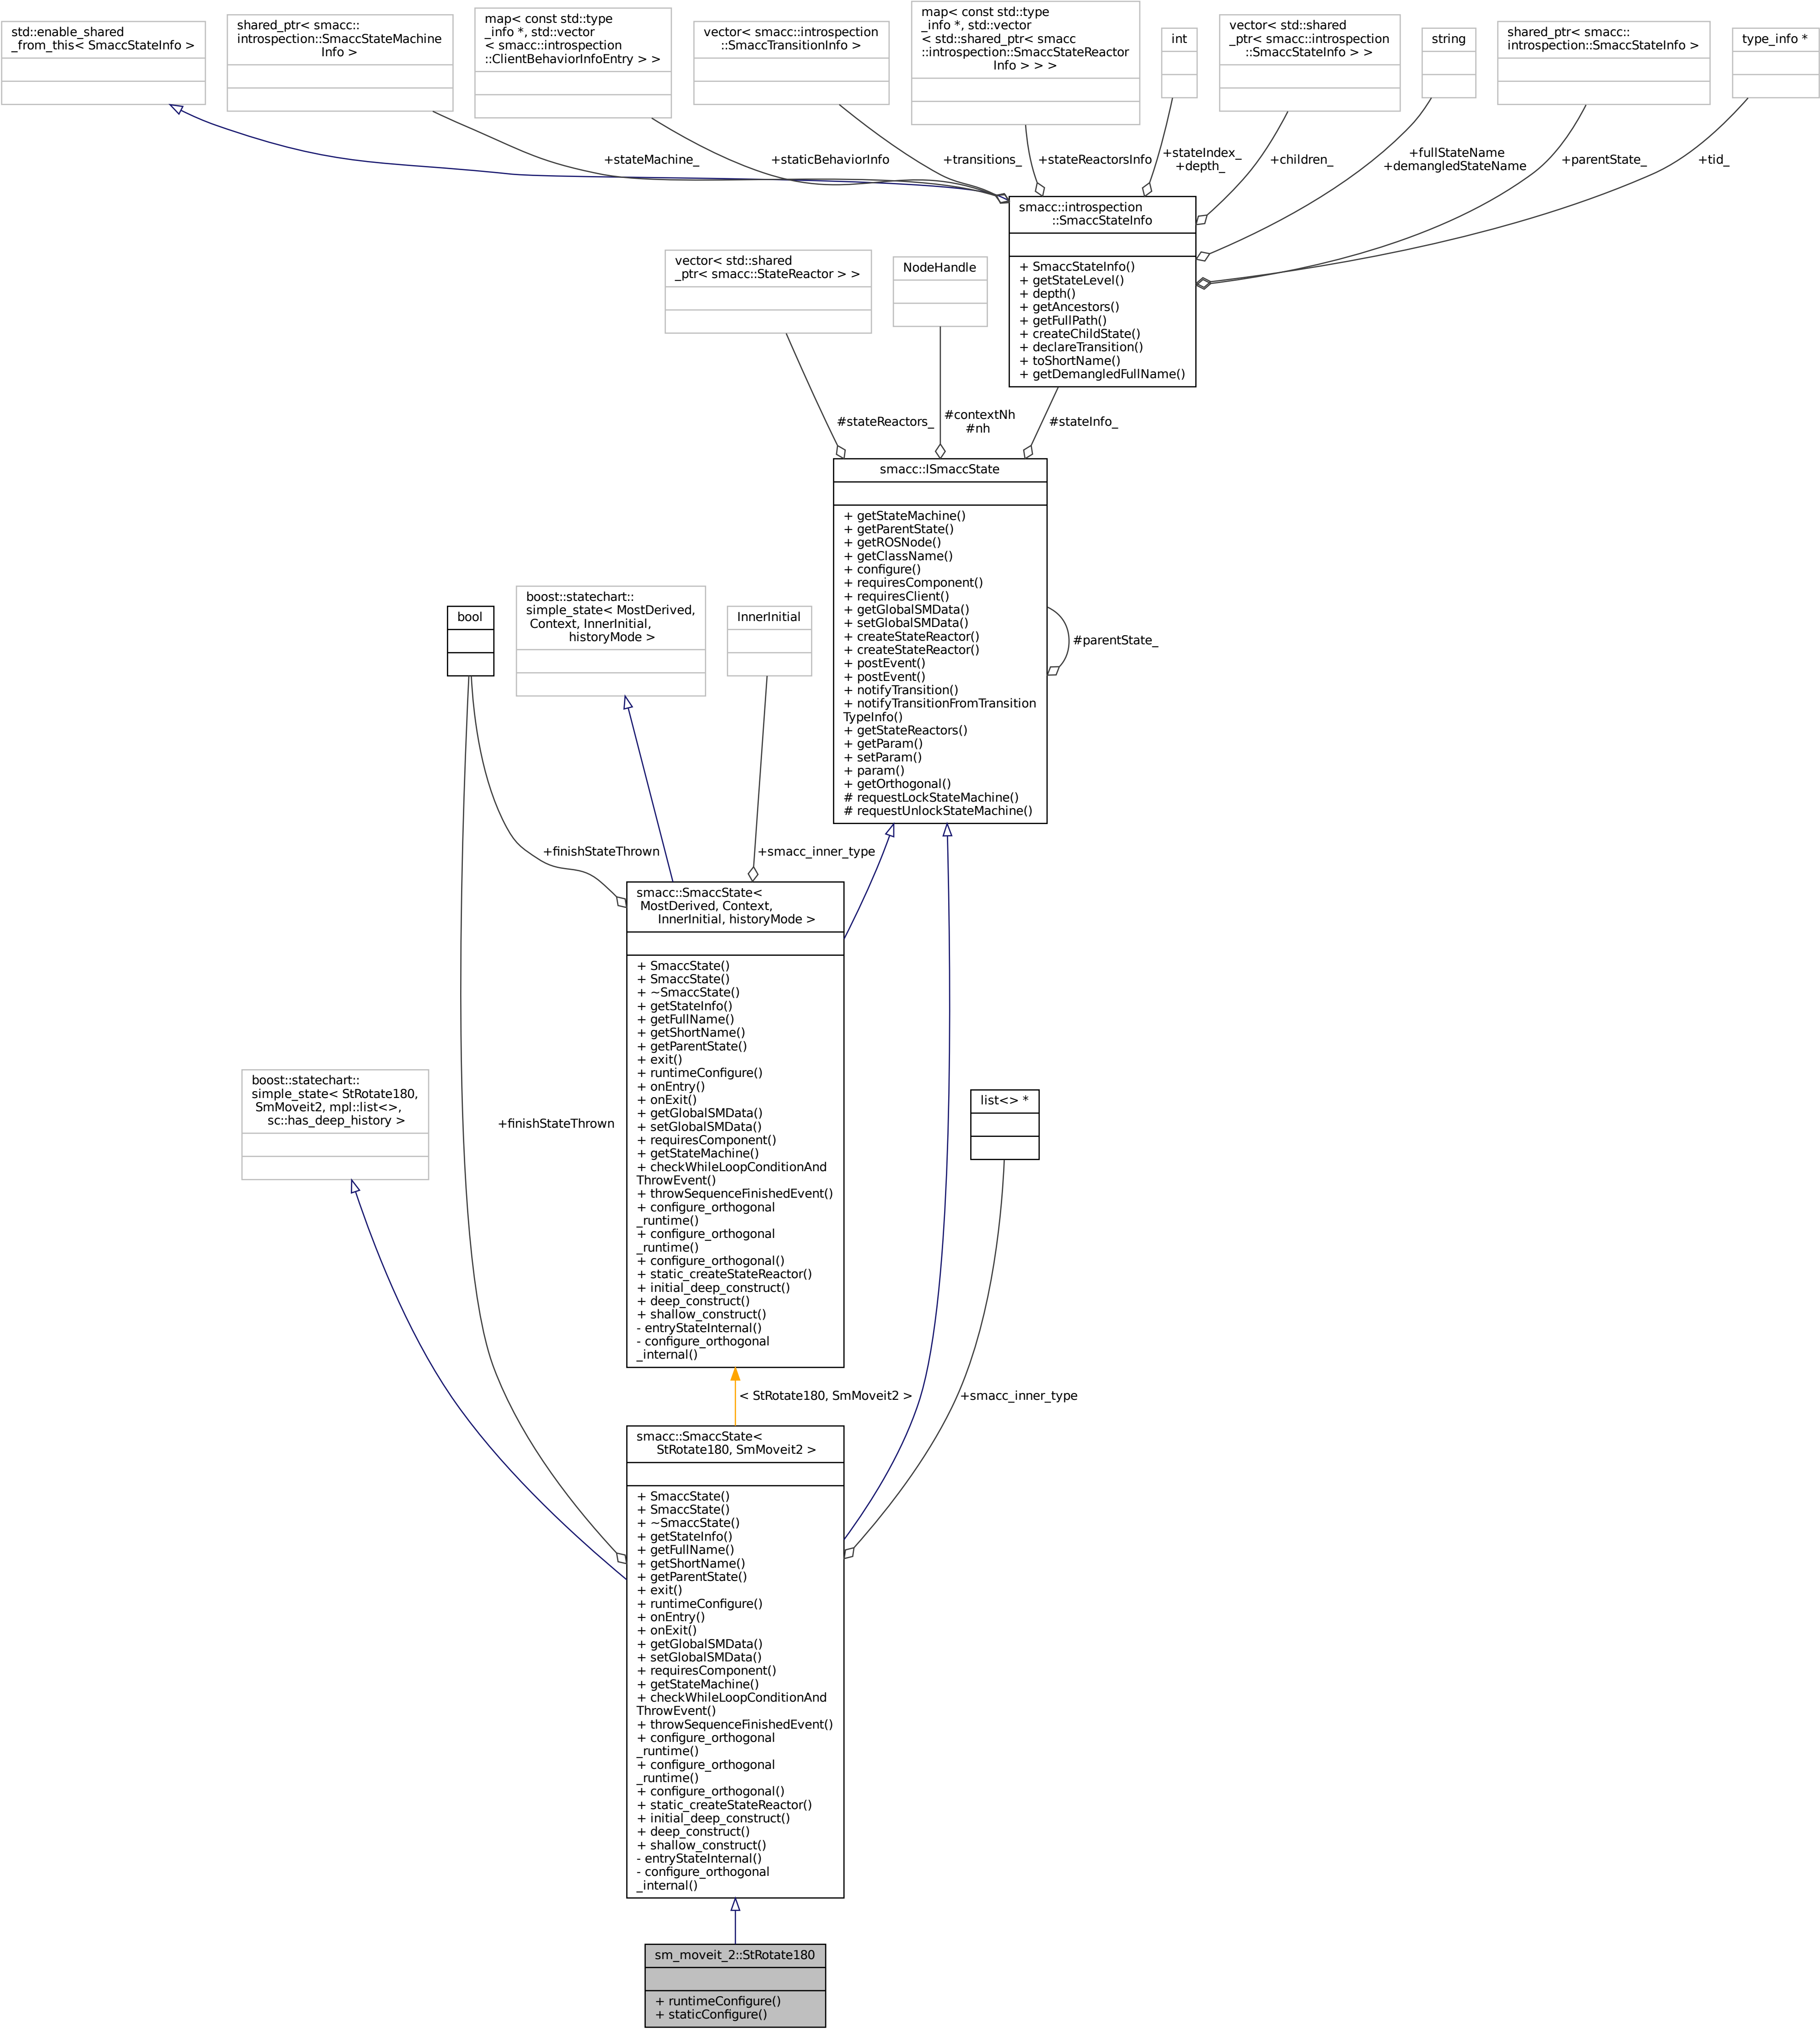 std::enable_shared
_from_this< SmaccStateInfo >
shared_ptr< smacc::
introspection::SmaccStateMachine
Info >
map< const std::type
_info *, std::vector
< smacc::introspection
::ClientBehaviorInfoEntry > >
vector< smacc::introspection
::SmaccTransitionInfo >
map< const std::type
_info *, std::vector
< std::shared_ptr< smacc
::introspection::SmaccStateReactor
Info > > >
int
vector< std::shared
_ptr< smacc::introspection
::SmaccStateInfo > >
string
shared_ptr< smacc::
introspection::SmaccStateInfo >
type_info *
+stateMachine_
+staticBehaviorInfo
+transitions_
+stateReactorsInfo
+stateIndex_
+depth_
+children_
+fullStateName
+demangledStateName
+parentState_
+tid_
smacc::introspection
::SmaccStateInfo
+ SmaccStateInfo()
+ getStateLevel()
+ depth()
+ getAncestors()
+ getFullPath()
+ createChildState()
+ declareTransition()
+ toShortName()
+ getDemangledFullName()
vector< std::shared
_ptr< smacc::StateReactor > >
NodeHandle
#stateReactors_
#contextNh
#nh
#stateInfo_
smacc::ISmaccState
+ getStateMachine()
+ getParentState()
+ getROSNode()
+ getClassName()
+ configure()
+ requiresComponent()
+ requiresClient()
+ getGlobalSMData()
+ setGlobalSMData()
+ createStateReactor()
+ createStateReactor()
+ postEvent()
+ postEvent()
+ notifyTransition()
+ notifyTransitionFromTransition
TypeInfo()
+ getStateReactors()
+ getParam()
+ setParam()
+ param()
+ getOrthogonal()
# requestLockStateMachine()
# requestUnlockStateMachine()
#parentState_
bool
boost::statechart::
simple_state< MostDerived,
Context, InnerInitial,
historyMode >
InnerInitial
+finishStateThrown
+smacc_inner_type
smacc::SmaccState<
MostDerived, Context,
InnerInitial, historyMode >
+ SmaccState()
+ SmaccState()
+ ~SmaccState()
+ getStateInfo()
+ getFullName()
+ getShortName()
+ getParentState()
+ exit()
+ runtimeConfigure()
+ onEntry()
+ onExit()
+ getGlobalSMData()
+ setGlobalSMData()
+ requiresComponent()
+ getStateMachine()
+ checkWhileLoopConditionAnd
ThrowEvent()
+ throwSequenceFinishedEvent()
+ configure_orthogonal
_runtime()
+ configure_orthogonal
_runtime()
+ configure_orthogonal()
+ static_createStateReactor()
+ initial_deep_construct()
+ deep_construct()
+ shallow_construct()
- entryStateInternal()
- configure_orthogonal
_internal()
boost::statechart::
simple_state< StRotate180,
SmMoveit2, mpl::list<>,
sc::has_deep_history >
+finishStateThrown
list<> *
< StRotate180, SmMoveit2 >
+smacc_inner_type
smacc::SmaccState<
StRotate180, SmMoveit2 >
+ SmaccState()
+ SmaccState()
+ ~SmaccState()
+ getStateInfo()
+ getFullName()
+ getShortName()
+ getParentState()
+ exit()
+ runtimeConfigure()
+ onEntry()
+ onExit()
+ getGlobalSMData()
+ setGlobalSMData()
+ requiresComponent()
+ getStateMachine()
+ checkWhileLoopConditionAnd
ThrowEvent()
+ throwSequenceFinishedEvent()
+ configure_orthogonal
_runtime()
+ configure_orthogonal
_runtime()
+ configure_orthogonal()
+ static_createStateReactor()
+ initial_deep_construct()
+ deep_construct()
+ shallow_construct()
- entryStateInternal()
- configure_orthogonal
_internal()
sm_moveit_2::StRotate180
+ runtimeConfigure()
+ staticConfigure()